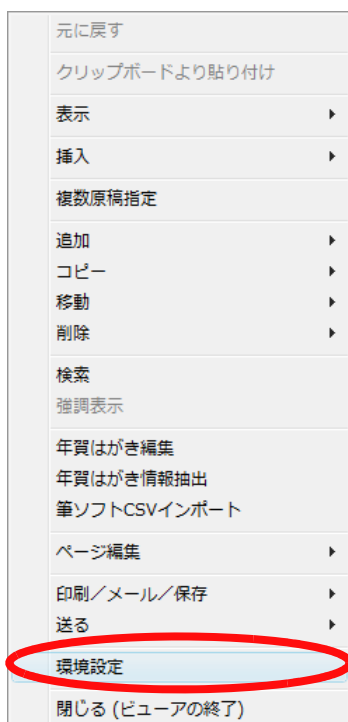 元に戻す
クリップボードより貼り付け
表示
挿入
複数原稿指定
追加
コピー
移動
削除
検索
強調表示
年賀はがき編集
年賀はがき情報抽出
筆ソフトCSVインポート
ページ編集
印刷／メール／保存
送る
環境設定
閉じる (ビューアの終了)